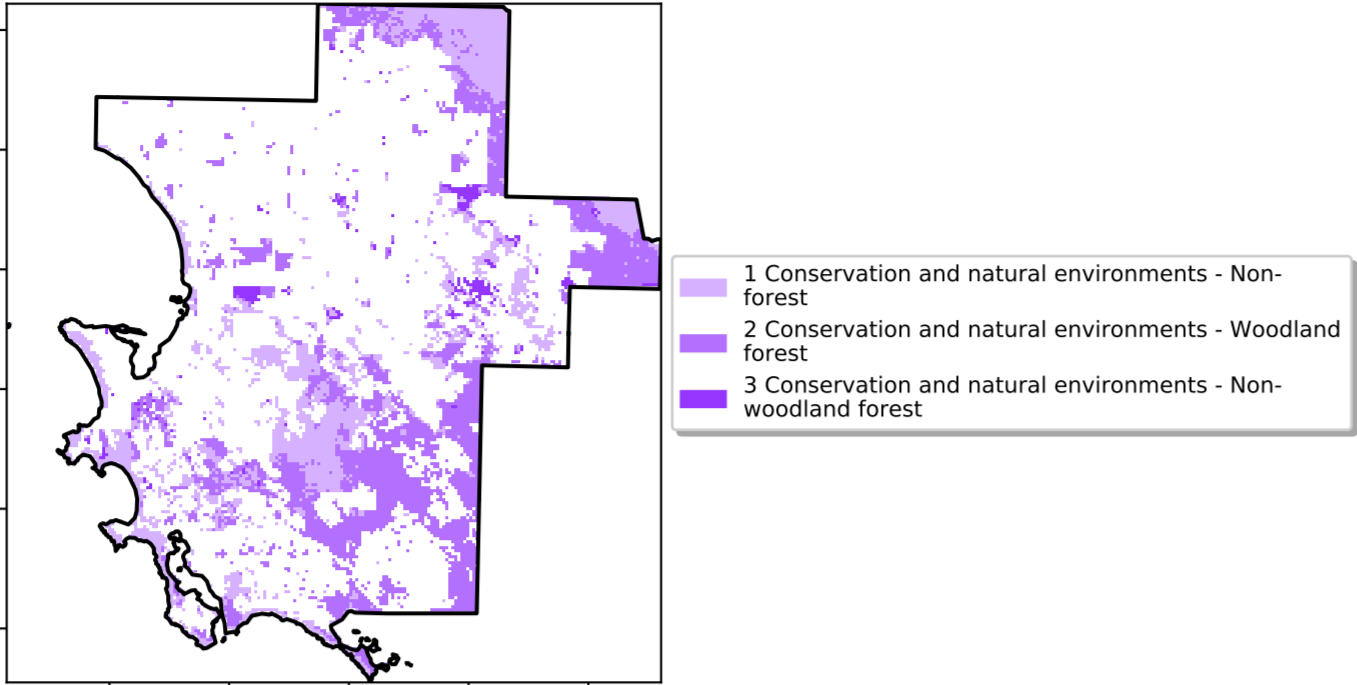 1 Conservation and natural environments - Non-
forest
2 Conservation and natural environments - Woodland
forest
3 Conservation and natural environments - Non-
woodland forest